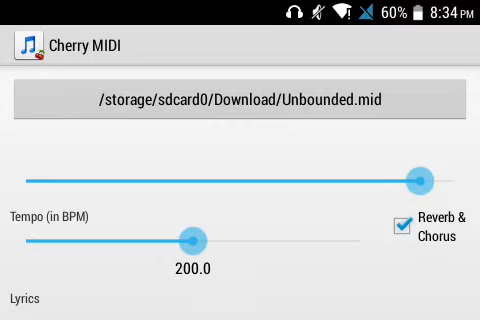 60% 8:34 PM
Cherry MIDI
/storage/sdcard0/Download/Unbounded.mid
Tempo (in BPM)
Reverb &
Chorus
200.0
Lyrics